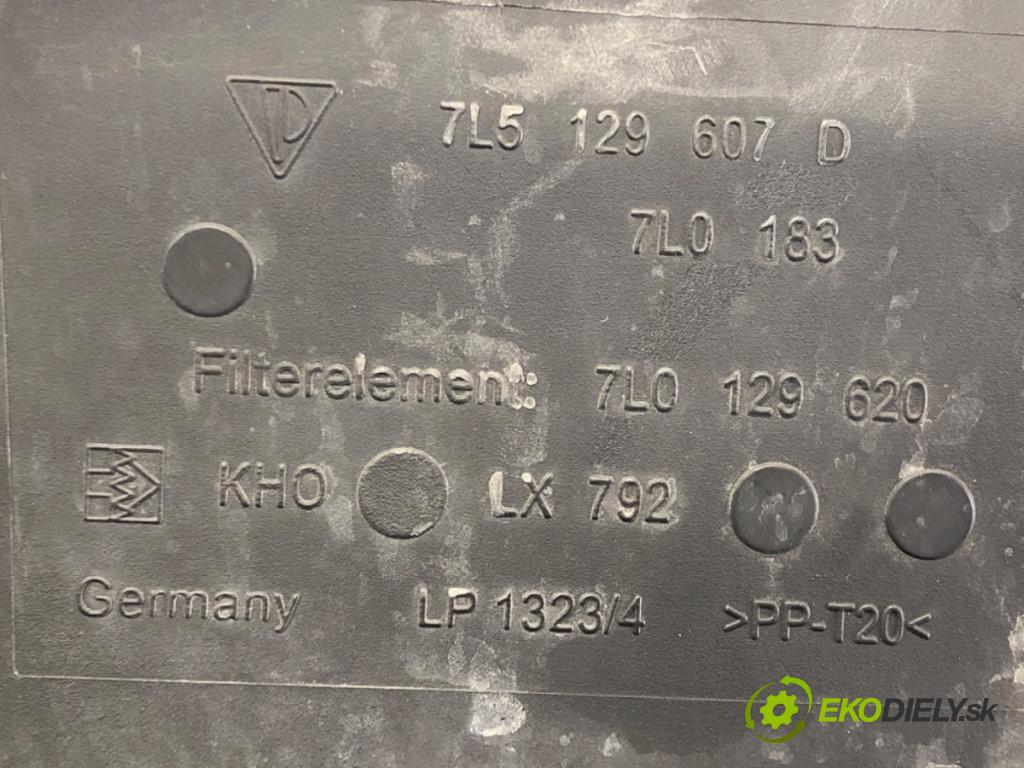 7L5 129 607 D
7L0 183
Filterelement: 7L0 129 620
KHO LX 792
Germany LP 1323/4 >PP-T20<
EKODIELY.sk